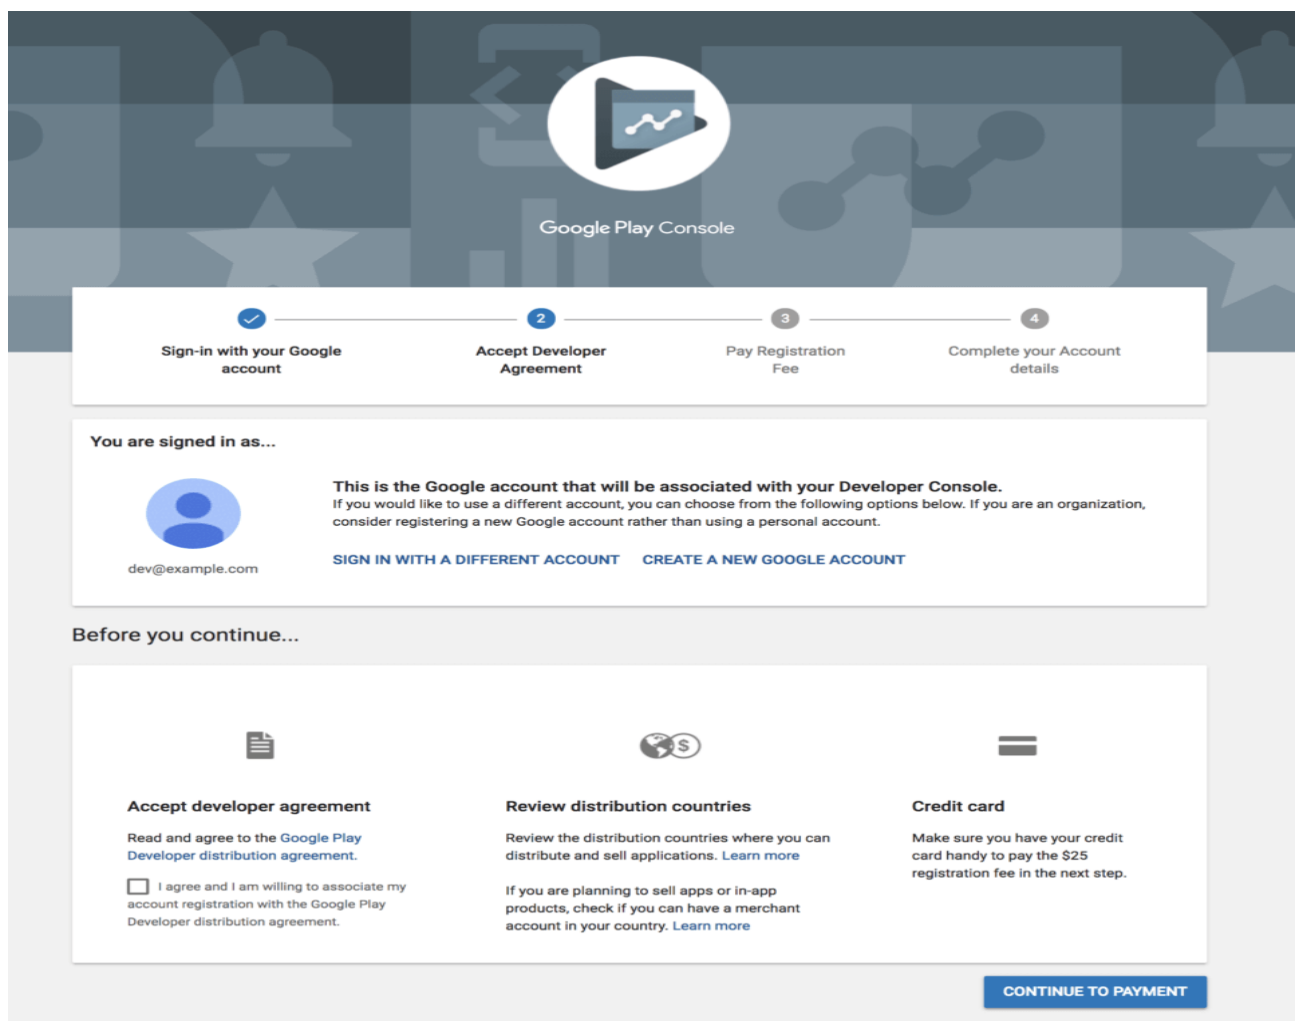 Google Play Console
2
3
4
Sign-in with your Google
account
Accept Developer
Agreement
Pay Registration
Fee
Complete your Account
details
You are signed in as...
dev@example.com
This is the Google account that will be associated with your Developer Console.
If you would like to use a different account, you can choose from the following options below. If you are an organization,
consider registering a new Google account rather than using a personal account.
SIGN IN WITH A DIFFERENT ACCOUNT CREATE A NEW GOOGLE ACCOUNT
Before you continue...
$
Accept developer agreement
Read and agree to the Google Play
Developer distribution agreement.
I agree and I am willing to associate my
account registration with the Google Play
Developer distribution agreement.
Review distribution countries
Review the distribution countries where you can
distribute and sell applications. Learn more
If you are planning to sell apps or in-app
products, check if you can have a merchant
account in your country. Learn more
Credit card
Make sure you have your credit
card handy to pay the $25
registration fee in the next step.
CONTINUE TO PAYMENT